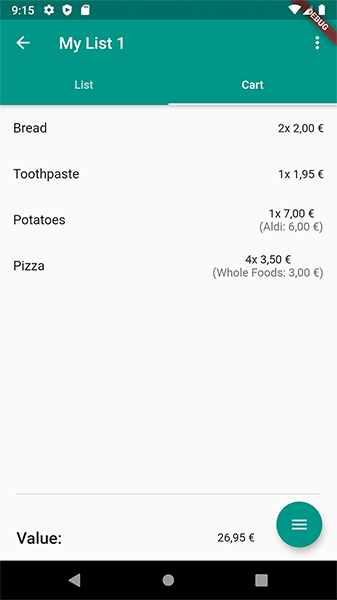 9:15
DEBUG
My List 1
List
Cart
Bread
2x 2,00 €
Toothpaste
1x 1,95 €
Potatoes
1x 7,00 €
(Aldi: 6,00 €)
Pizza
4x 3,50 €
(Whole Foods: 3,00 €)
Value:
26,95 €